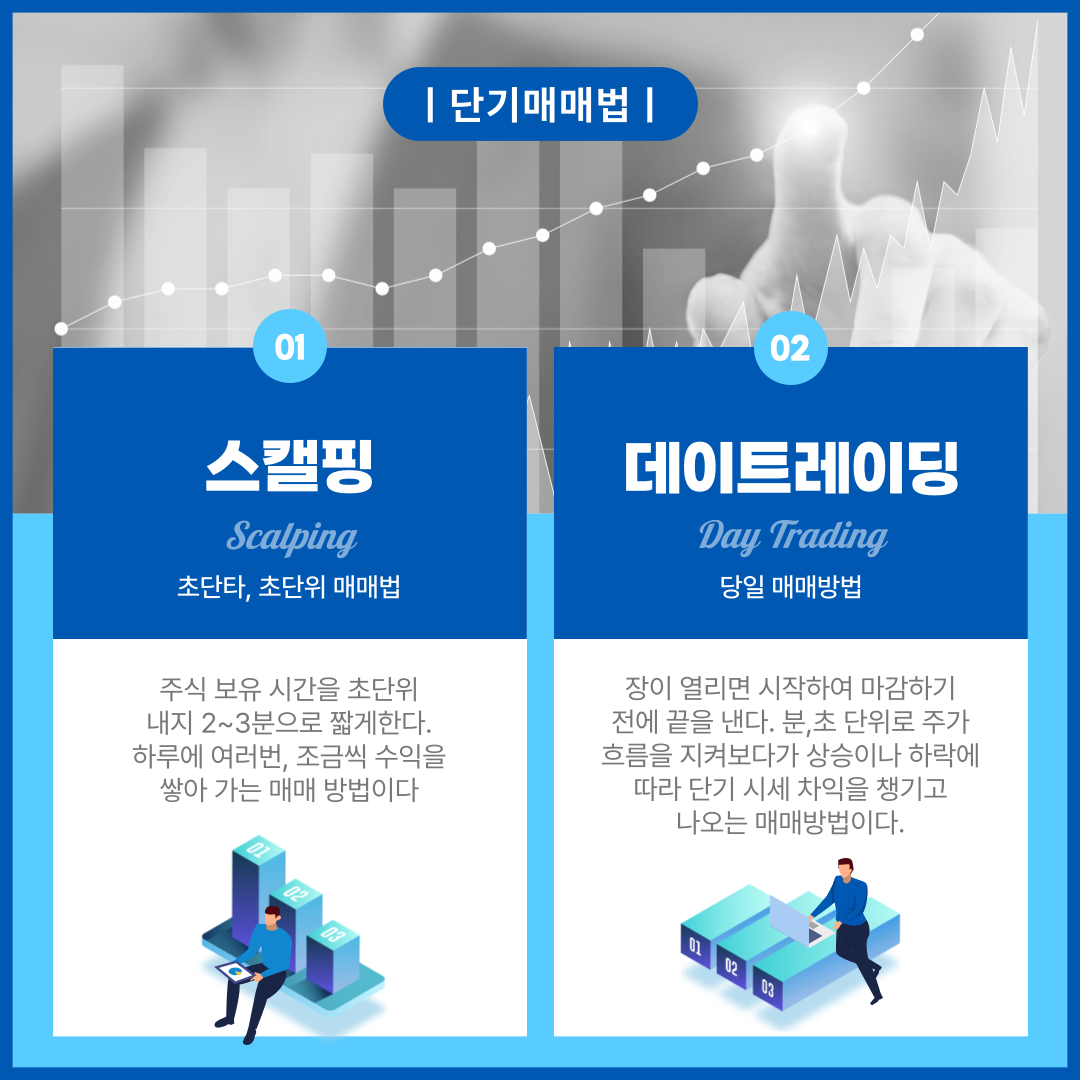 | 단기매매법 |
01
스캘핑
Scalping
초단타, 초단위 매매법
주식 보유 시간을 초단위
내지 2~3분으로 짧게한다.
하루에 여러번, 조금씩 수익을
쌓아 가는 매매 방법이다
01
02
03
02
데이트레이딩
Day Trading
당일 매매방법
장이 열리면 시작하여 마감하기
전에 끝을 낸다. 분,초 단위로 주가
흐름을 지켜보다가 상승이나 하락에
따라 단기 시세 차익을 챙기고
나오는 매매방법이다.
01
02
03